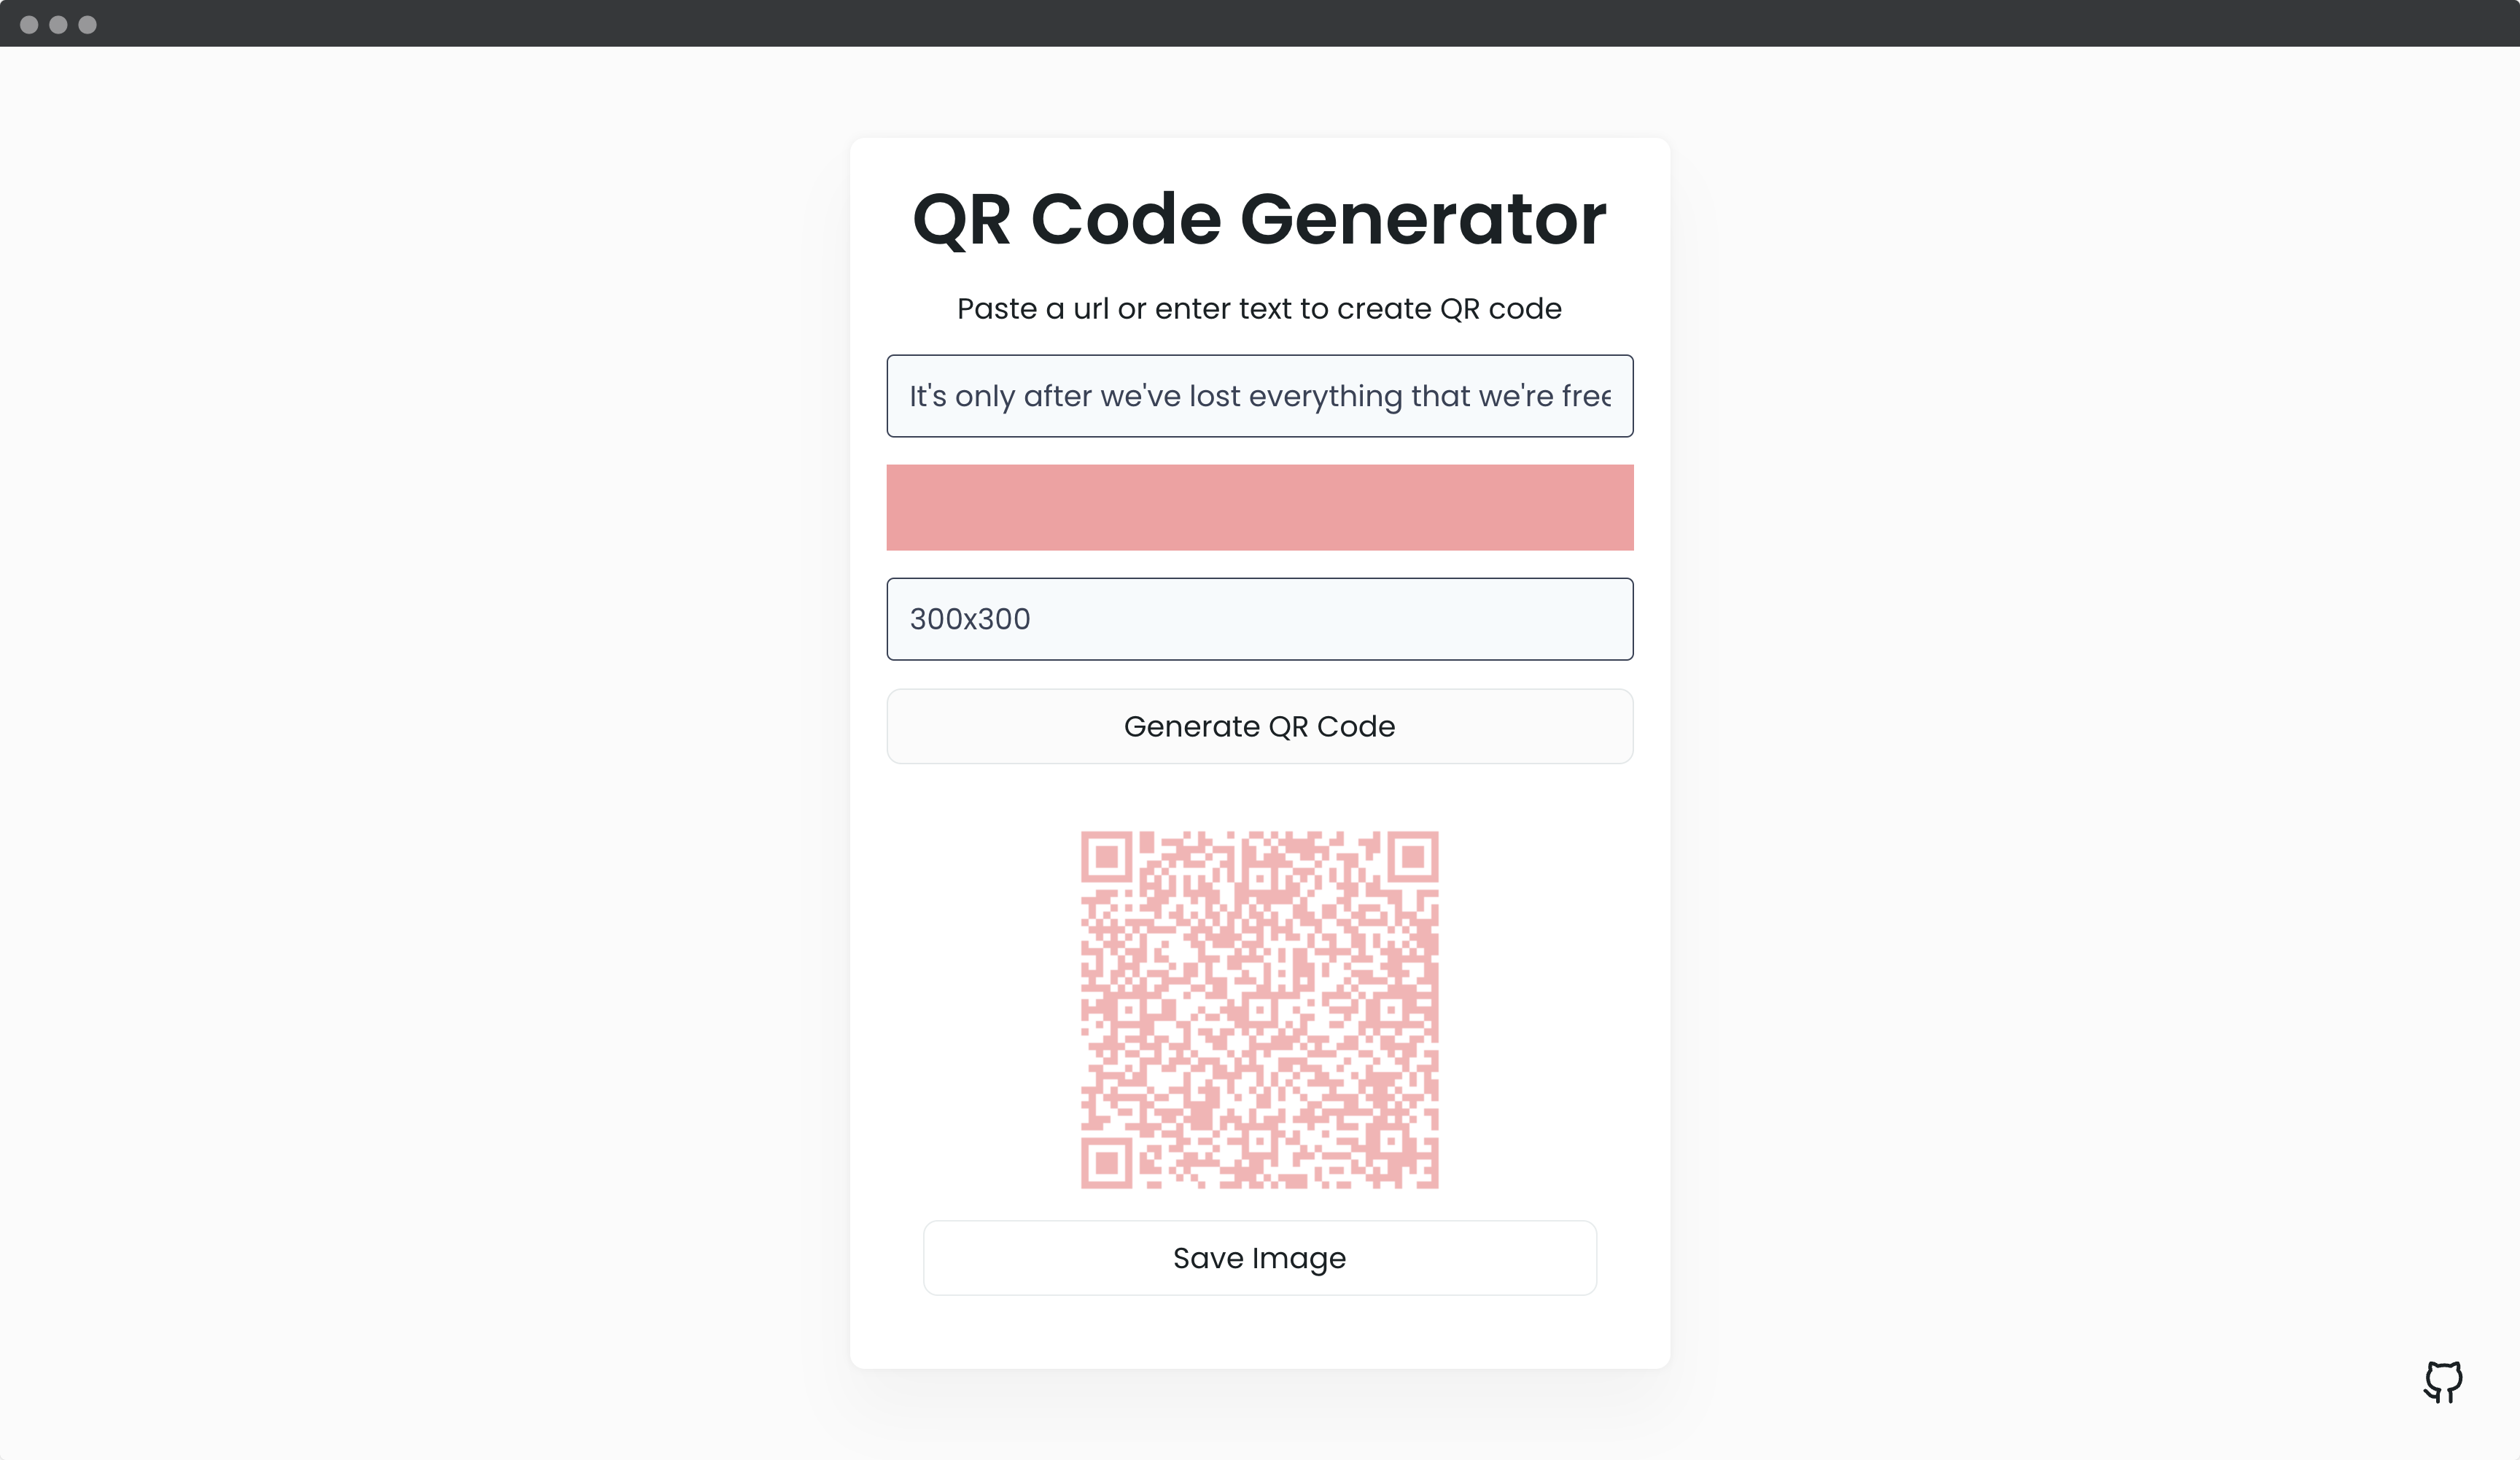 QR Code Generator
Paste a url or enter text to create QR code
It's only after we've lost everything that we're free
300x300
Generate QR Code
Save Image